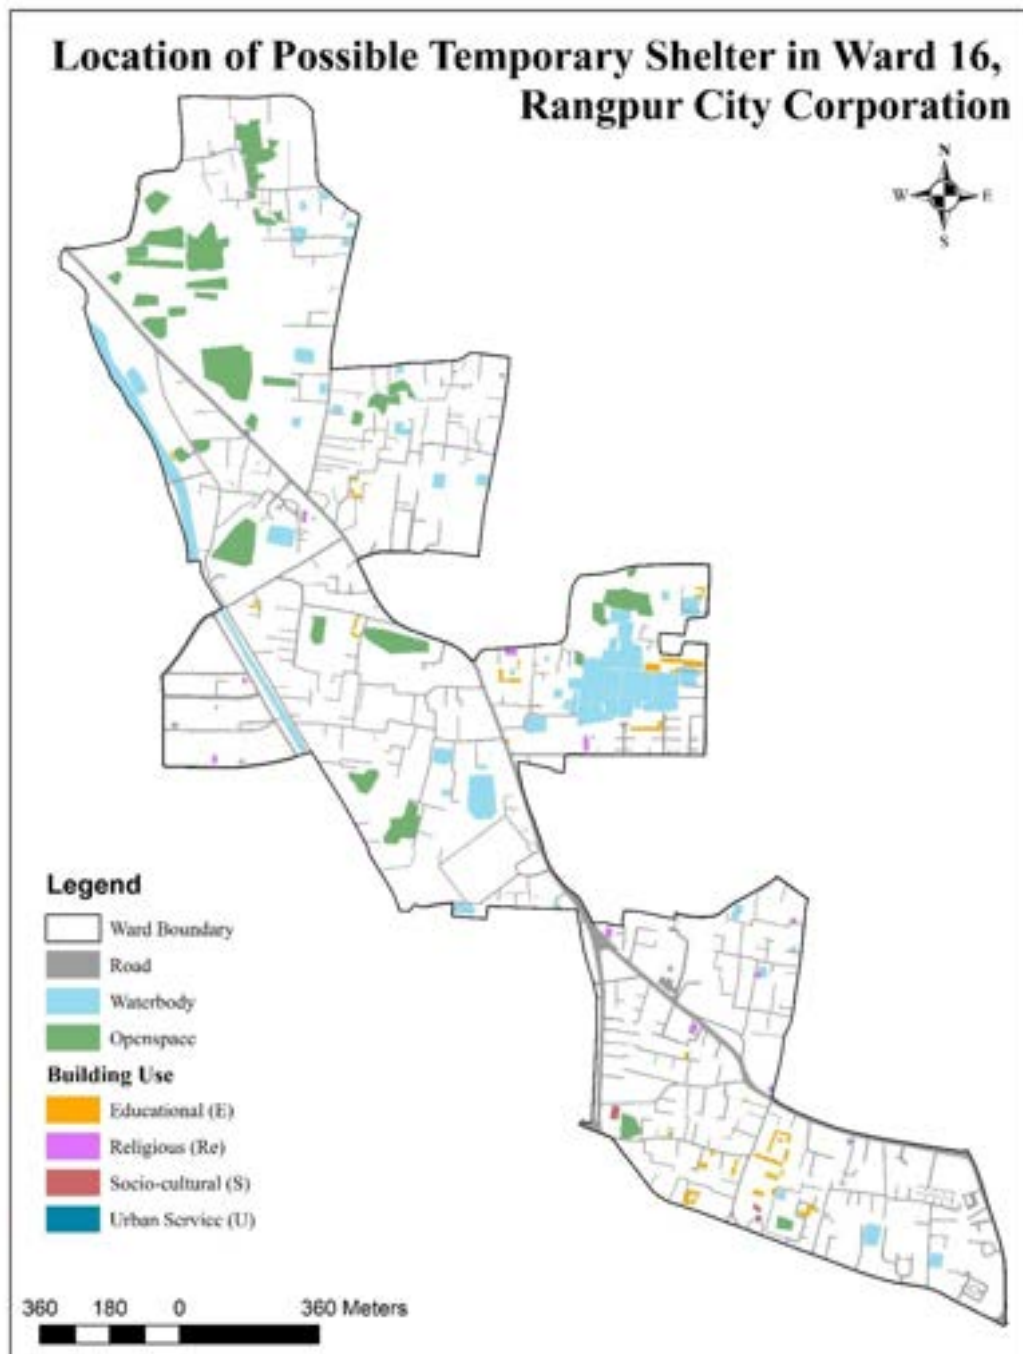 Location of Possible Temporary Shelter in Ward 16,
Rangpur City Corporation
N
W
E
S
Legend
Ward Boundary
Road
Waterbody
Openspace
Building Use
Educational (E)
Religious (Re)
Socio-cultural (S)
Urban Service (U)
360 180 0 360 Meters